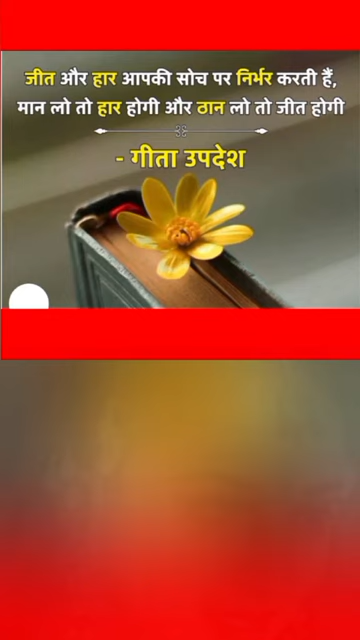 जीत और हार आपकी सोच पर निर्भर करती हैं,
मान लो तो हार होगी और ठान लो तो जीत होगी
- गीता उपदेश